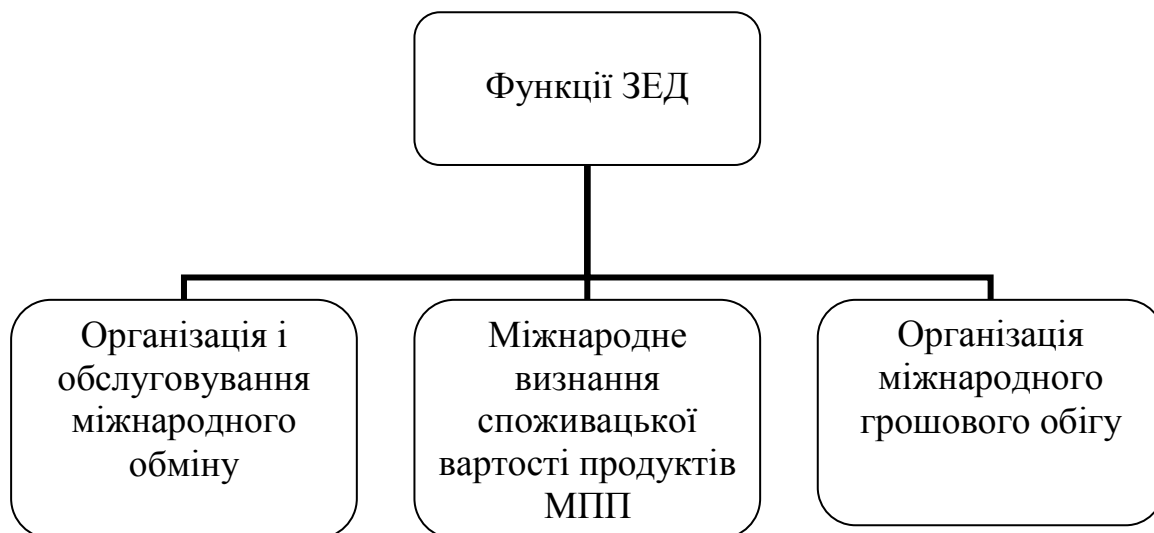 Функції ЗЕД
Організація і
обслуговування
міжнародного
обміну
Міжнародне
визнання
споживацької
вартості продуктів
МПП
Організація
міжнародного
грошового обігу